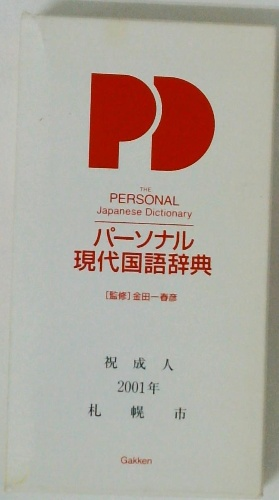 PD
THE
PERSONAL
Japanese Dictionary
パーソナル
現代国語辞典
[監修]金田一春彦
祝成人
2001年
札幌市
Gakken